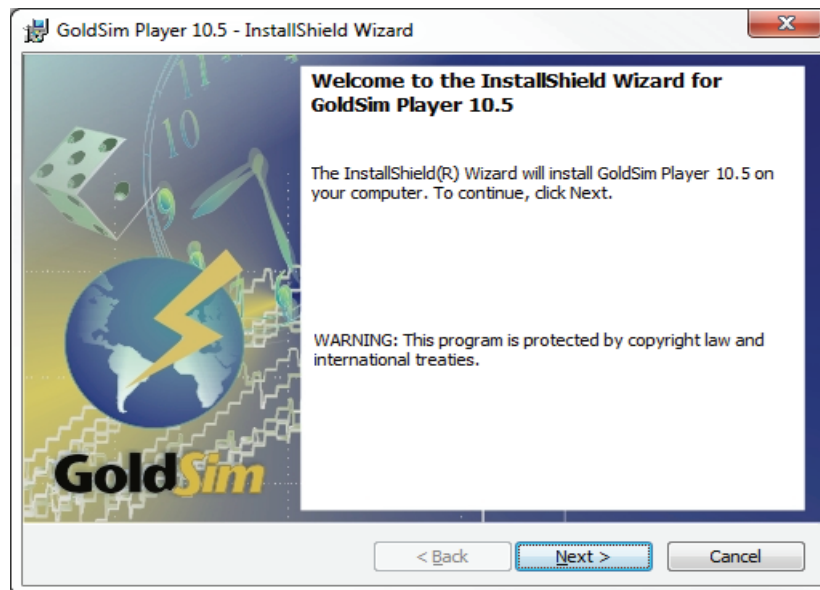 GoldSim Player 10.5 - InstallShield Wizard
X
11
10
Welcome to the InstallShield Wizard for
GoldSim Player 10.5
The InstallShield(R) Wizard will install GoldSim Player 10.5 on
your computer. To continue, click Next.
WARNING: This program is protected by copyright law and
international treaties.
GoldSim
< Back
Next >
Cancel